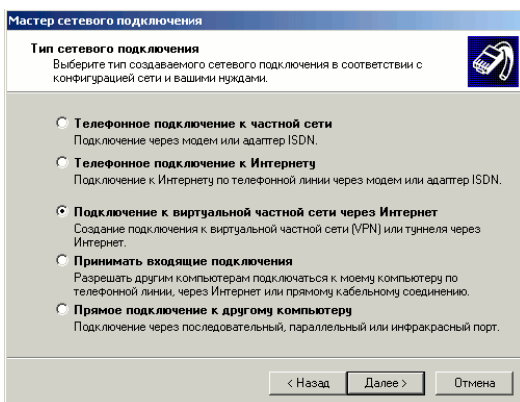 Мастер сетевого подключения
Тип сетевого подключения
Выберите тип создаваемого сетевого подключения в соответствии с
конфигурацией сети и вашими нуждами.
Телефонное подключение к частной сети
Подключение через модем или адаптер ISDN.
Телефонное подключение к Интернету
Подключение к Интернету по телефонной линии через модем или адаптер ISDN.
Подключение к виртуальной частной сети через Интернет
Создание подключения к виртуальной частной сети (VPN) или туннеля через
Интернет.
Принимать входящие подключения
Разрешать другим компьютерам подключаться к моему компьютеру по
телефонной линии, через Интернет или прямому кабельному соединению.
Прямое подключение к другому компьютеру
Подключение через последовательный, параллельный или инфракрасный порт.
< Назад Далее > Отмена